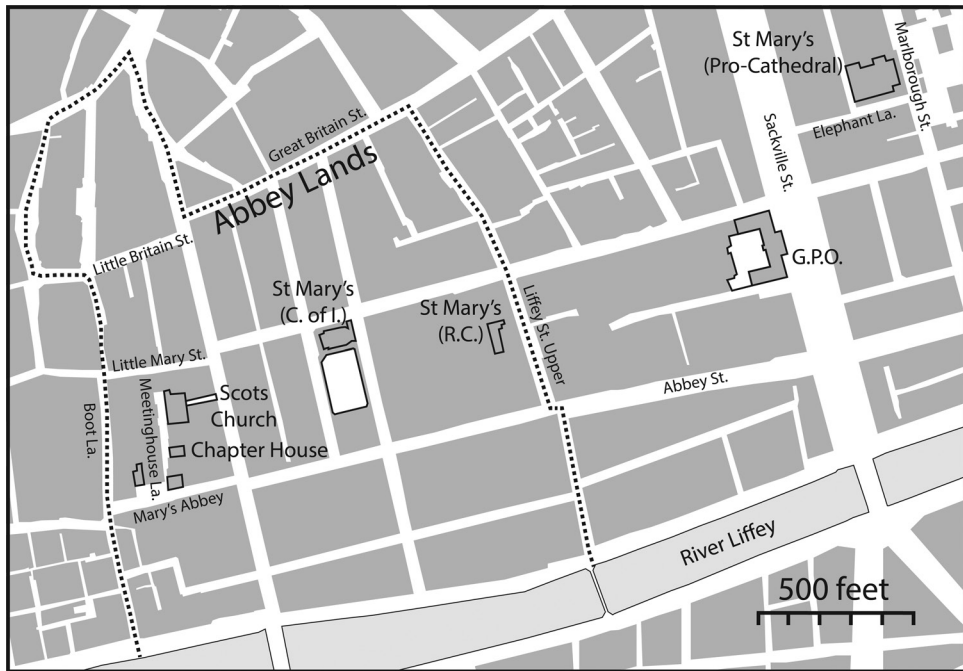 St Mary's
(Pro-Cathedral)
Marlborough St.
Elephant La.
Sackville St.
Great Britain St.
Abbey Lands
Little Britain St.
G.P.O.
St Mary's
(C. of I.)
St Mary's
(R.C.)
Liffey St. Upper
Little Mary St.
Abbey St.
Boot La.
Meetinghouse La.
Scots
Church
Chapter House
Mary's Abbey
River Liffey
500 feet